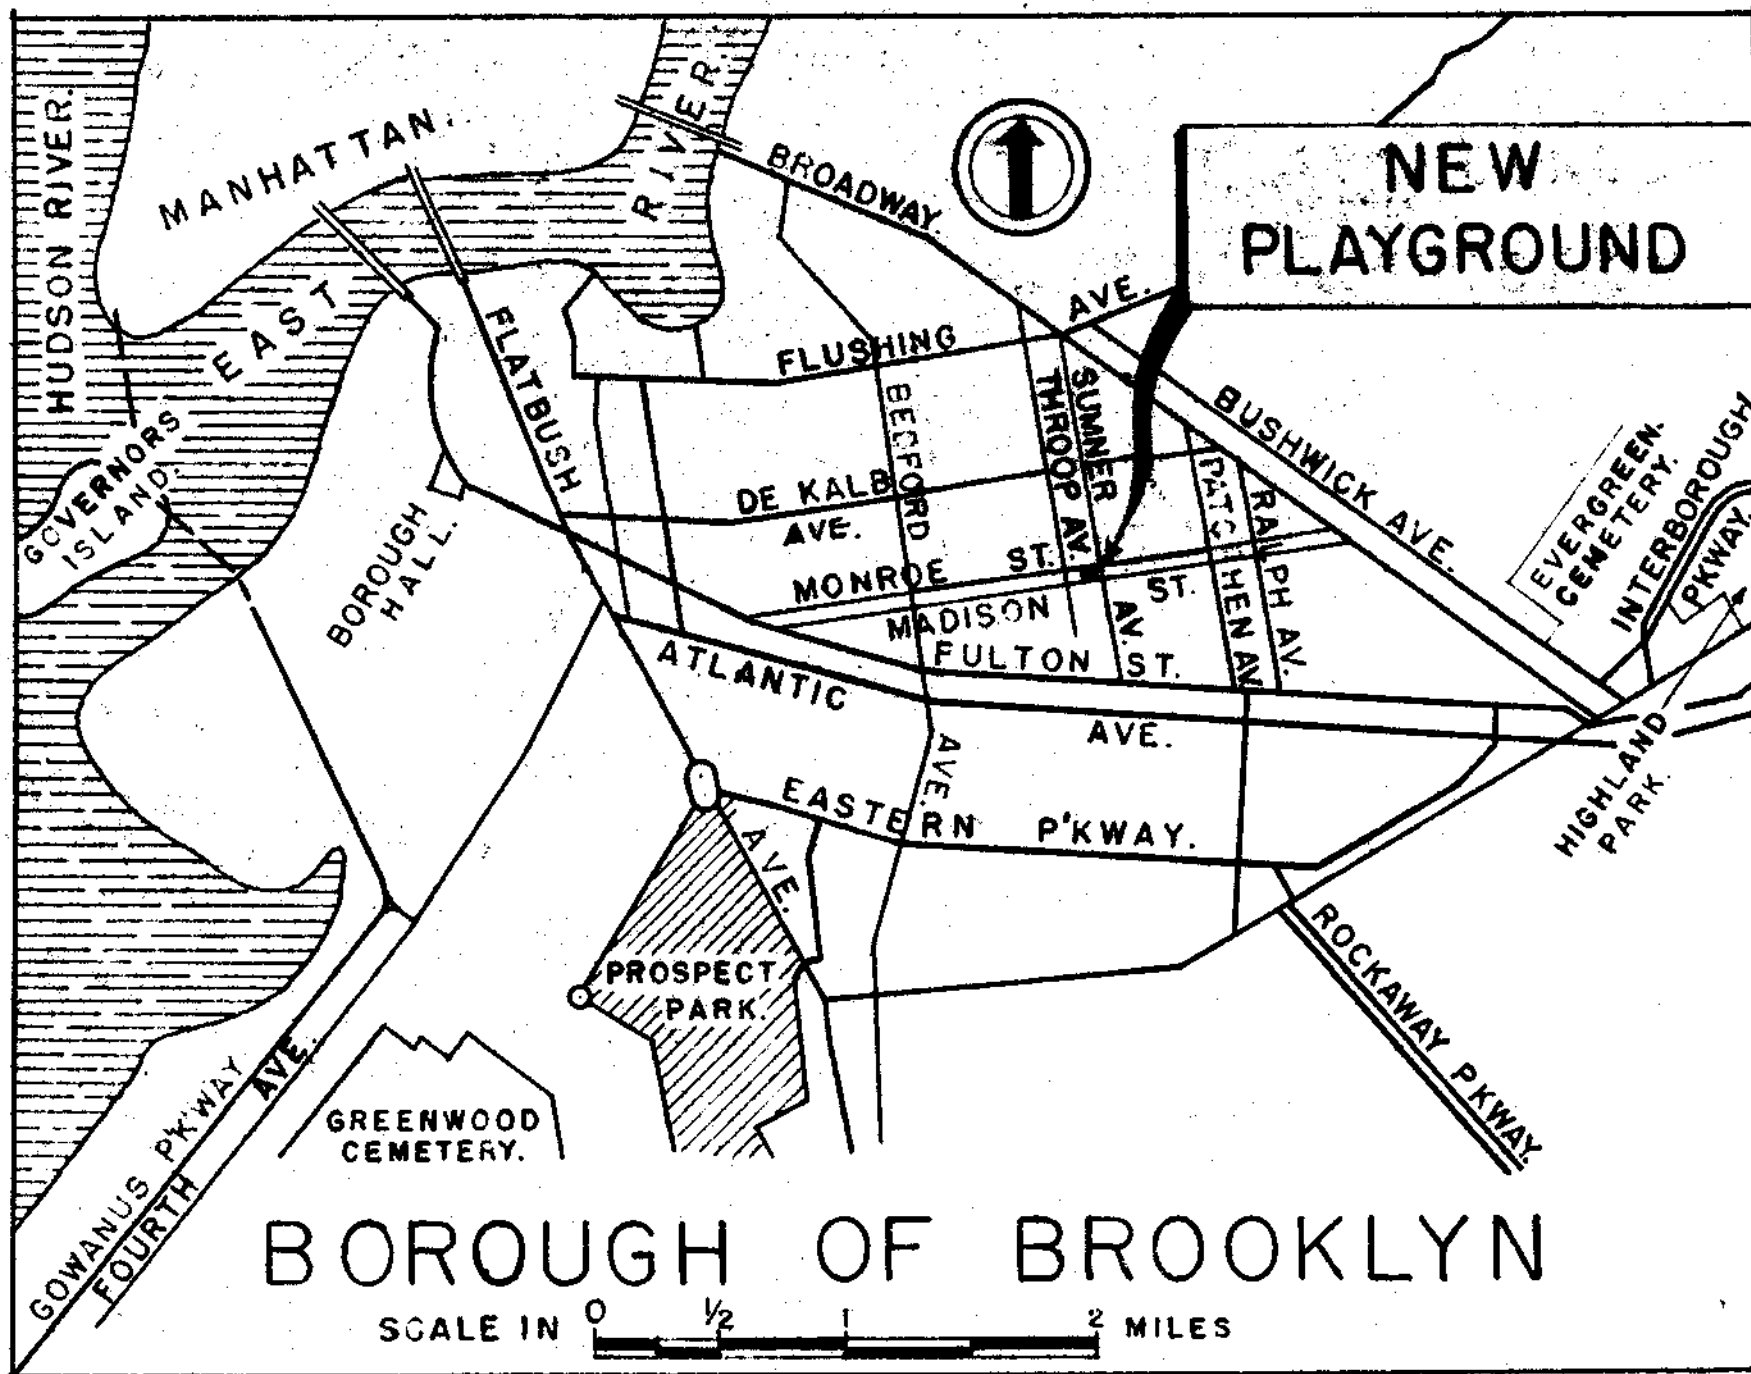 HUDSON RIVER.
MANHATTAN.
EAST
RIVER.
BROADWAY.
NEW
PLAYGROUND
GOVERNORS
ISLAND.
FLATBUSH
FLUSHING
AVE.
BEDFORD
THROOP AV.
SUMNER
BUSHWICK AVE.
EVERGREEN.
CEMETERY.
INTERBOROUGH
PKWAY.
BOROUGH
HALL.
DE KALB
AVE.
PATCHEN AV.
RALPH AV.
MONROE ST.
MADISON ST.
AV.
FULTON ST.
ATLANTIC
AVE.
AVE.
HIGHLAND
PARK.
EASTERN P'KWAY.
AVE.
PROSPECT
PARK.
ROCKAWAY PKWAY.
GREENWOOD
CEMETERY.
GOWANUS P'KWAY
FOURTH AVE.
BOROUGH OF BROOKLYN
SCALE IN 0 ½ 1 2 MILES